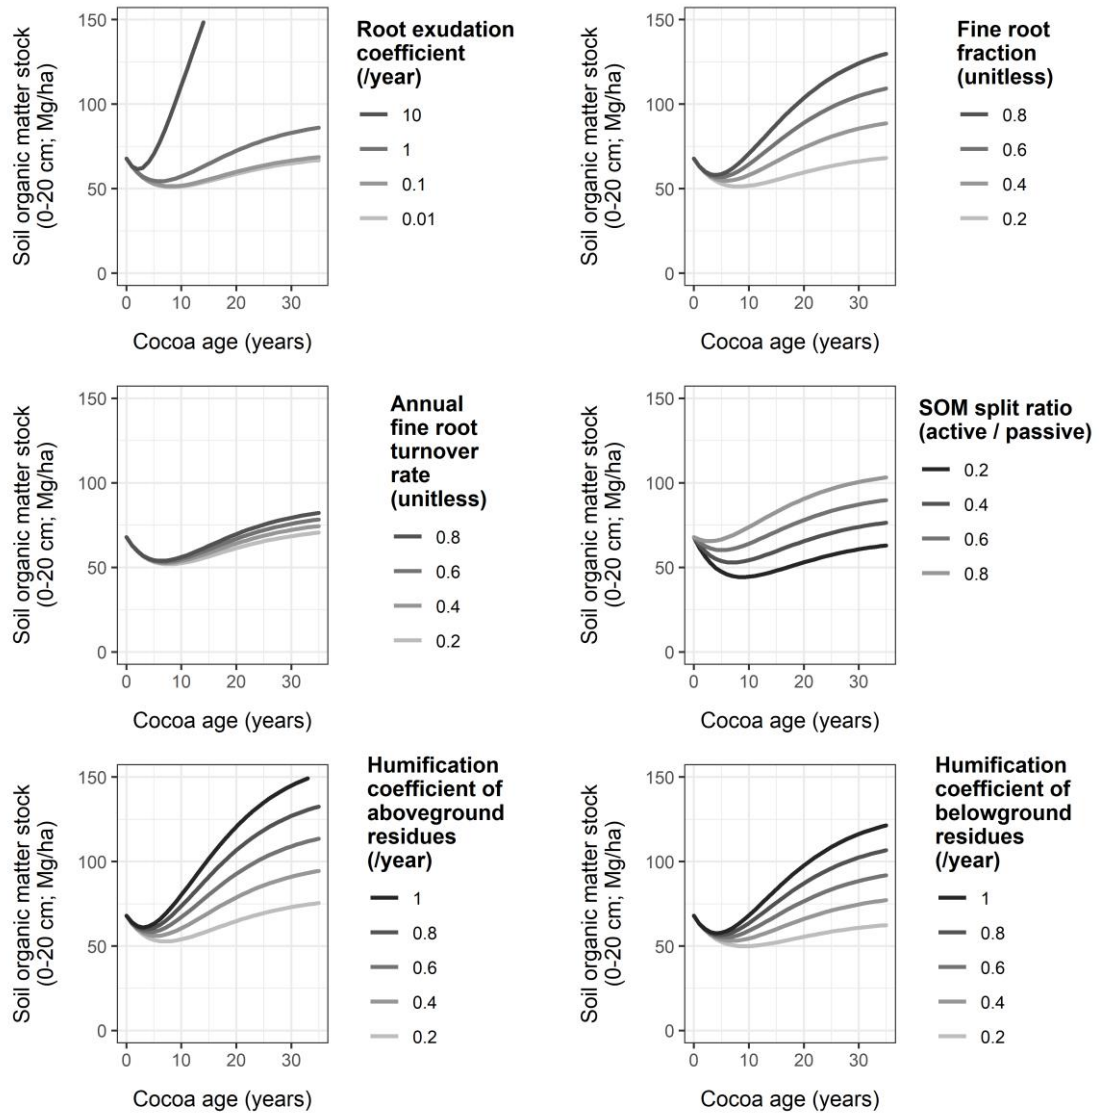 Soil organic matter stock
(0-20 cm; Mg/ha)
150
100
50
0
0 10 20 30
Cocoa age (years)
Root exudation
coefficient
(/year)
10
1
0.1
0.01
Soil organic matter stock
(0-20 cm; Mg/ha)
150
100
50
0
0 10 20 30
Cocoa age (years)
Fine root
fraction
(unitless)
0.8
0.6
0.4
0.2
Soil organic matter stock
(0-20 cm; Mg/ha)
150
100
50
0
0 10 20 30
Cocoa age (years)
Annual
fine root
turnover
rate
(unitless)
0.8
0.6
0.4
0.2
Soil organic matter stock
(0-20 cm; Mg/ha)
150
100
50
0
0 10 20 30
Cocoa age (years)
SOM split ratio
(active / passive)
0.2
0.4
0.6
0.8
Soil organic matter stock
(0-20 cm; Mg/ha)
150
100
50
0
0 10 20 30
Cocoa age (years)
Humification
coefficient of
aboveground
residues
(/year)
1
0.8
0.6
0.4
0.2
Soil organic matter stock
(0-20 cm; Mg/ha)
150
100
50
0
0 10 20 30
Cocoa age (years)
Humification
coefficient of
belowground
residues
(/year)
1
0.8
0.6
0.4
0.2